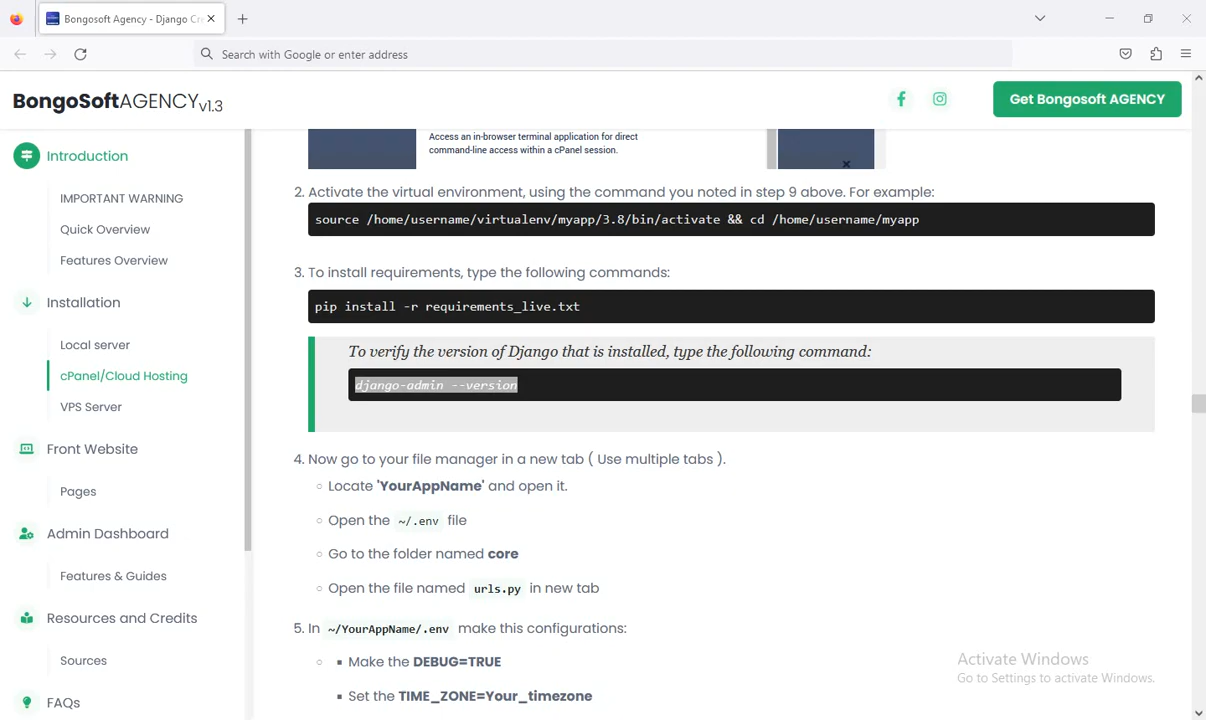 Bongosoft Agency - Django Cr
Search with Google or enter address
BongoSoftAGENCYv1.3
Get Bongosoft AGENCY
Introduction
IMPORTANT WARNING
Quick Overview
Features Overview
Installation
Local server
cPanel/Cloud Hosting
VPS Server
Front Website
Pages
Admin Dashboard
Features & Guides
Resources and Credits
Sources
FAQs
Access an in-browser terminal application for direct
command-line access within a cPanel session.
2. Activate the virtual environment, using the command you noted in step 9 above. For example:
source /home/username/virtualenv/myapp/3.8/bin/activate && cd /home/username/myapp
3. To install requirements, type the following commands:
pip install -r requirements_live.txt
To verify the version of Django that is installed, type the following command:
django-admin --version
4. Now go to your file manager in a new tab ( Use multiple tabs ).
Locate 'YourAppName' and open it.
Open the ~/.env file
Go to the folder named core
Open the file named urls.py in new tab
5. In ~/YourAppName/.env make this configurations:
Make the DEBUG=TRUE
Set the TIME_ZONE=Your_timezone
Activate Windows
Go to Settings to activate Windows.